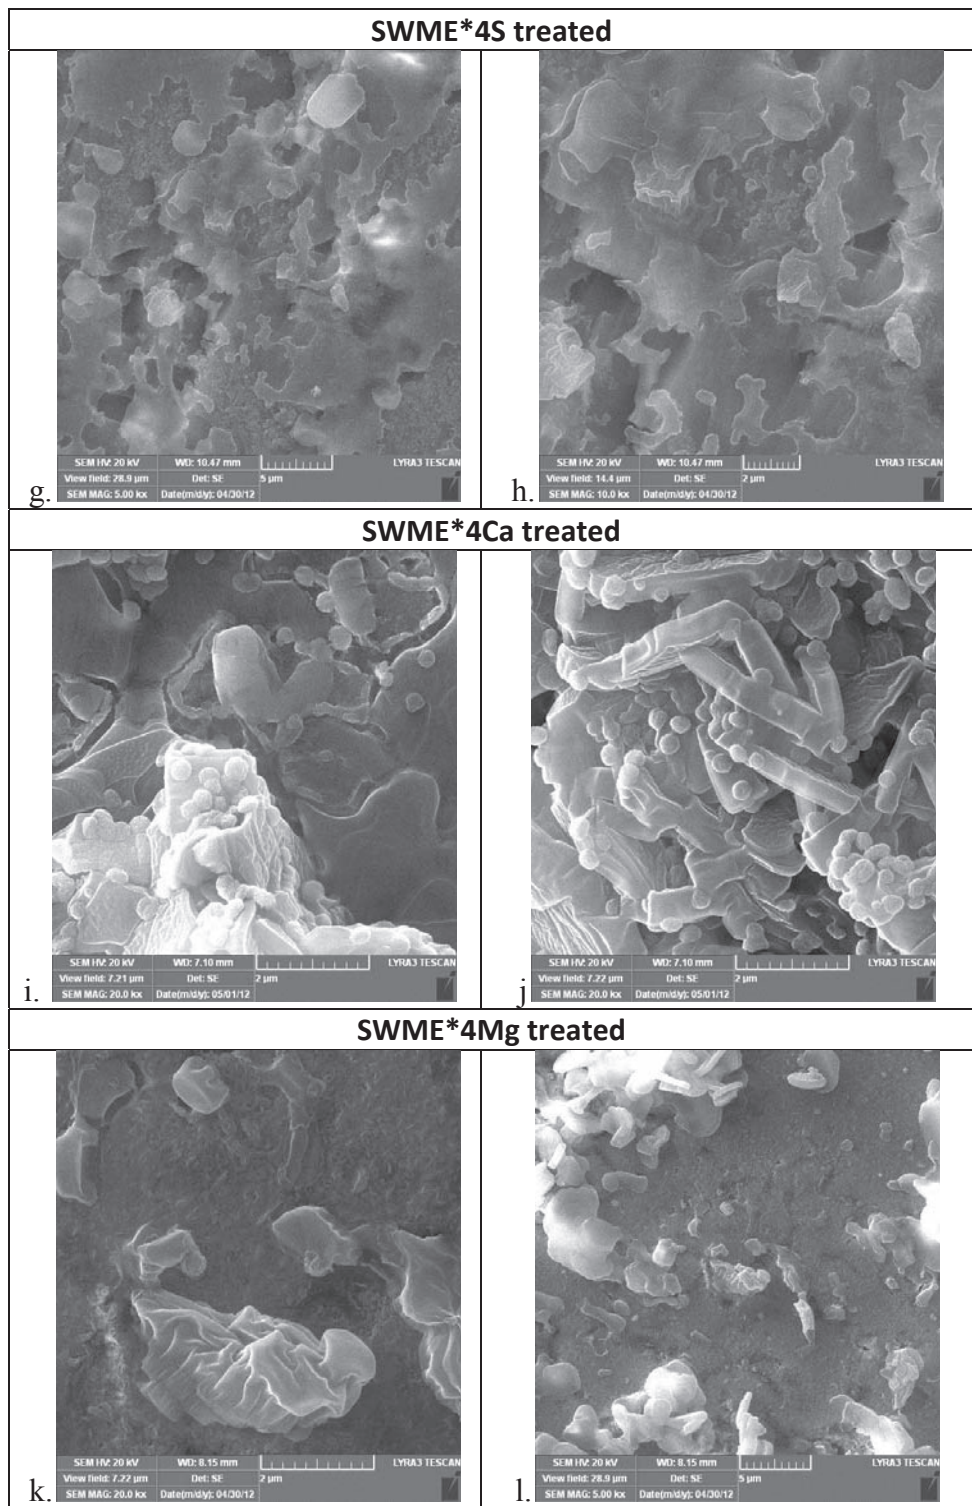 SWME*4S treated
SEM HV: 20 kV WD: 10.47 mm LYRA3 TESCAN
View field: 28.9 µm Det: SE 5 µm
SEM MAG: 5.00 kx Date(m/d/y): 04/30/12
g.
SEM HV: 20 kV WD: 10.47 mm LYRA3 TESCAN
View field: 14.4 µm Det: SE 2 µm
SEM MAG: 10.0 kx Date(m/d/y): 04/30/12
h.
SWME*4Ca treated
SEM HV: 20 kV WD: 7.10 mm LYRA3 TESCAN
View field: 7.21 µm Det: SE 2 µm
SEM MAG: 20.0 kx Date(m/d/y): 05/01/12
i.
SEM HV: 20 kV WD: 7.10 mm LYRA3 TESCAN
View field: 7.22 µm Det: SE 2 µm
SEM MAG: 20.0 kx Date(m/d/y): 05/01/12
j
SWME*4Mg treated
SEM HV: 20 kV WD: 8.15 mm LYRA3 TESCAN
View field: 7.22 µm Det: SE 2 µm
SEM MAG: 20.0 kx Date(m/d/y): 04/30/12
k.
SEM HV: 20 kV WD: 8.15 mm LYRA3 TESCAN
View field: 28.9 µm Det: SE 5 µm
SEM MAG: 5.00 kx Date(m/d/y): 04/30/12
l.